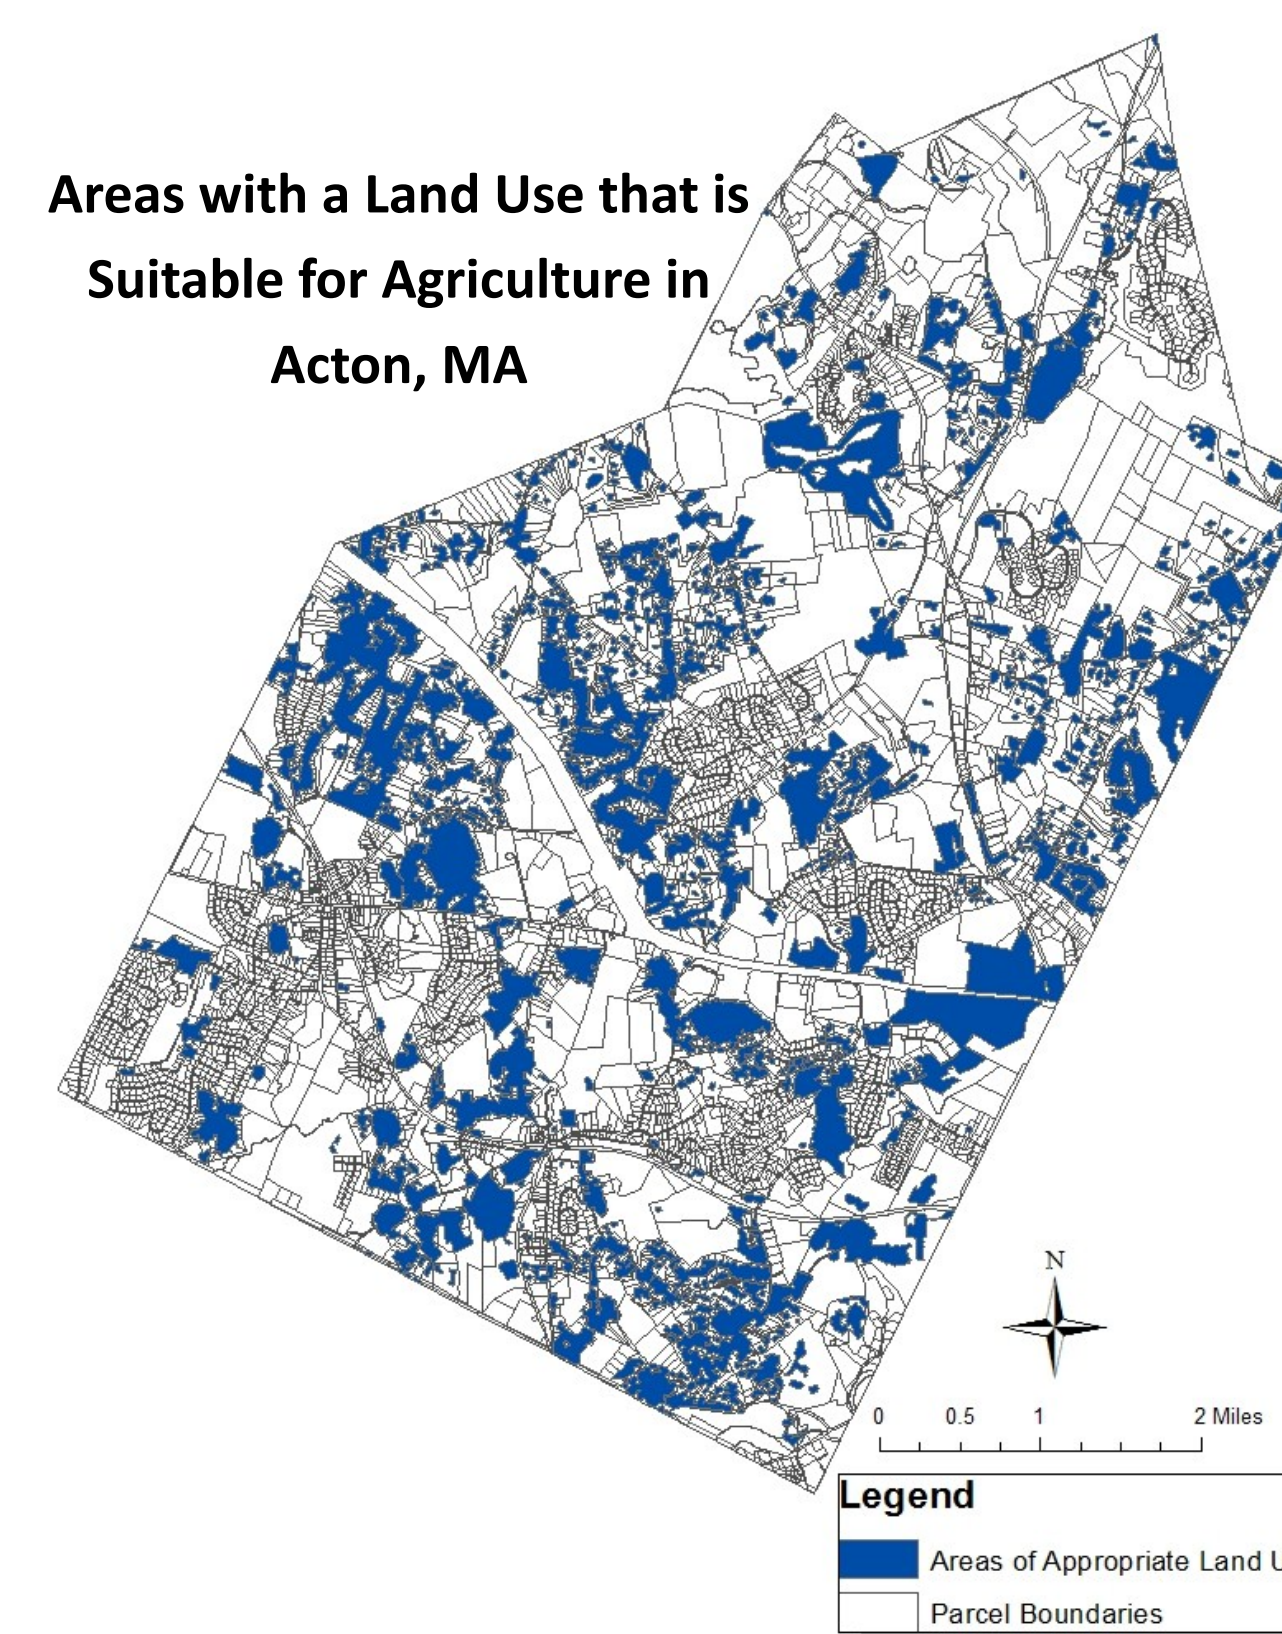 Areas with a Land Use that is
Suitable for Agriculture in
Acton, MA
N
0 0.5 1 2 Miles
Legend
Areas of Appropriate Land U
Parcel Boundaries